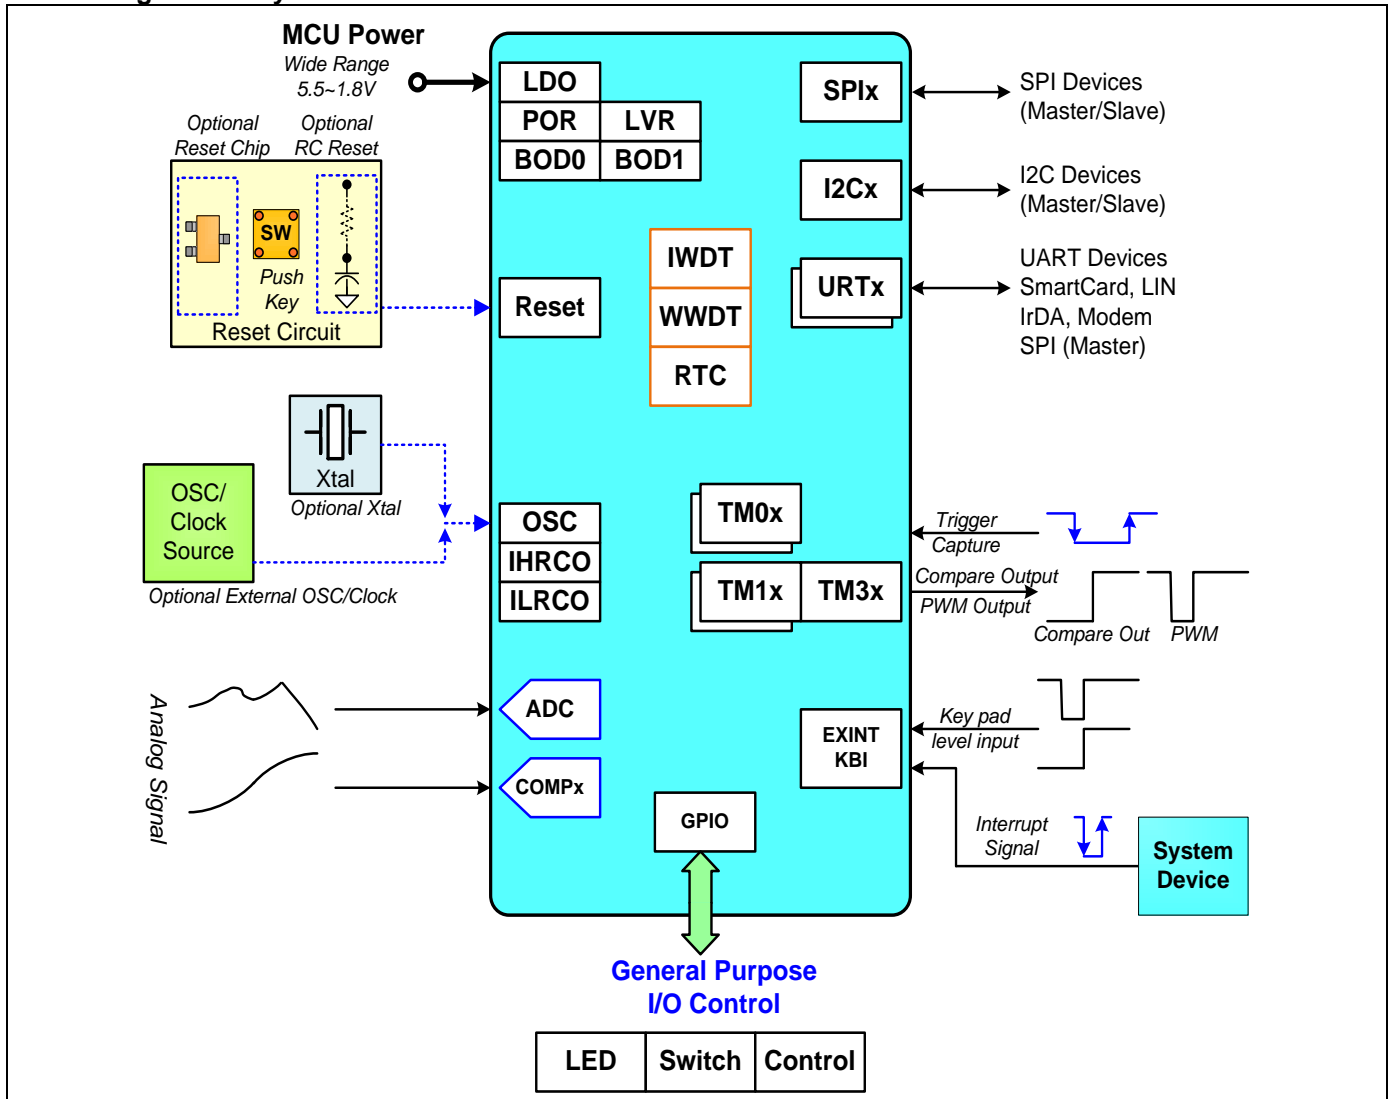 MCU Power
Wide Range
5.5~1.8V
Optional
Reset Chip
Optional
RC Reset
SW
Push
Key
Reset Circuit
LDO
POR
LVR
BOD0
BOD1
Reset
IWDT
WWDT
RTC
SPIx
SPI Devices
(Master/Slave)
I2Cx
I2C Devices
(Master/Slave)
URTx
UART Devices
SmartCard, LIN
IrDA, Modem
SPI (Master)
Xtal
Optional Xtal
OSC/
Clock
Source
Optional External OSC/Clock
OSC
IHRCO
ILRCO
TM0x
TM1x
TM3x
Trigger
Capture
Compare Output
PWM Output
Compare Out
PWM
Analog Signal
ADC
COMPx
EXINT
KBI
Key pad
level input
Interrupt
Signal
System
Device
GPIO
General Purpose
I/O Control
LED
Switch
Control